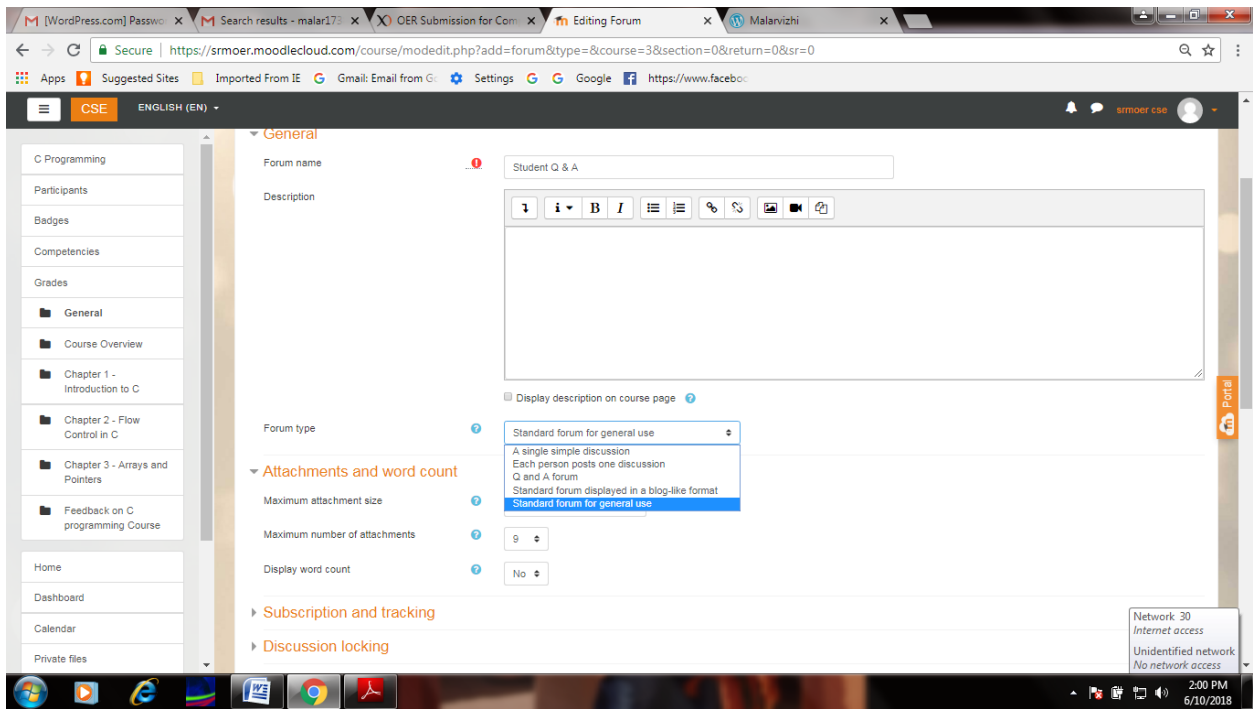 [WordPress.com] Passwo
Search results - malar173
OER Submission for Com
Editing Forum
Malarvizhi
Secure | https://srmoer.moodlecloud.com/course/modedit.php?add=forum&type=&course=3&section=0&return=0&sr=0
Apps Suggested Sites Imported From IE Gmail: Email from G Settings G Google https://www.faceboc
CSE ENGLISH (EN) srmoer cse
C Programming
Participants
Badges
Competencies
Grades
General
Course Overview
Chapter 1 -
Introduction to C
Chapter 2 - Flow
Control in C
Chapter 3 - Arrays and
Pointers
Feedback on C
programming Course
Home
Dashboard
Calendar
Private files
General
Forum name Student Q & A
Description
i B I
Display description on course page
Forum type Standard forum for general use
A single simple discussion
Each person posts one discussion
Q and A forum
Standard forum displayed in a blog-like format
Standard forum for general use
Attachments and word count
Maximum attachment size
Maximum number of attachments 9
Display word count No
Subscription and tracking
Discussion locking
Portal
Network 30
Internet access
Unidentified network
No network access
2:00 PM
6/10/2018